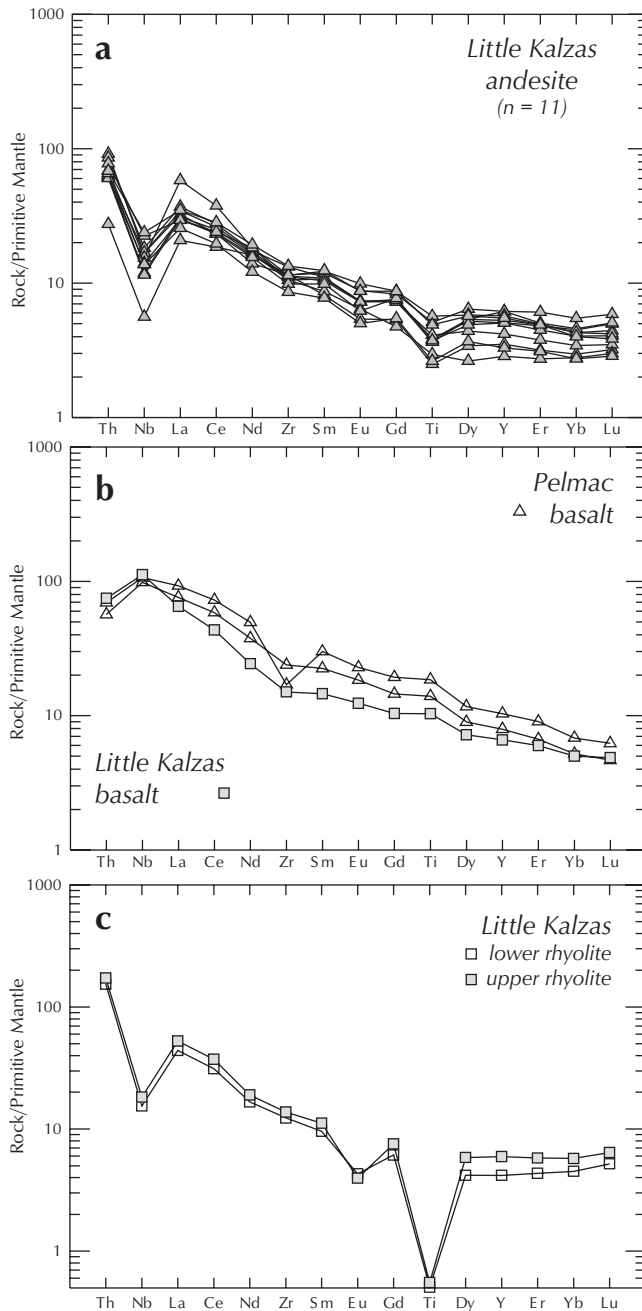 1000
a
Little Kalzas
andesite
(n = 11)
100
Rock/Primitive Mantle
10
1
Th Nb La Ce Nd Zr Sm Eu Gd Ti Dy Y Er Yb Lu
1000
b
Pelmac
basalt
100
Rock/Primitive Mantle
10
Little Kalzas
basalt
1
Th Nb La Ce Nd Zr Sm Eu Gd Ti Dy Y Er Yb Lu
1000
c
Little Kalzas
lower rhyolite
upper rhyolite
100
Rock/Primitive Mantle
10
1
Th Nb La Ce Nd Zr Sm Eu Gd Ti Dy Y Er Yb Lu